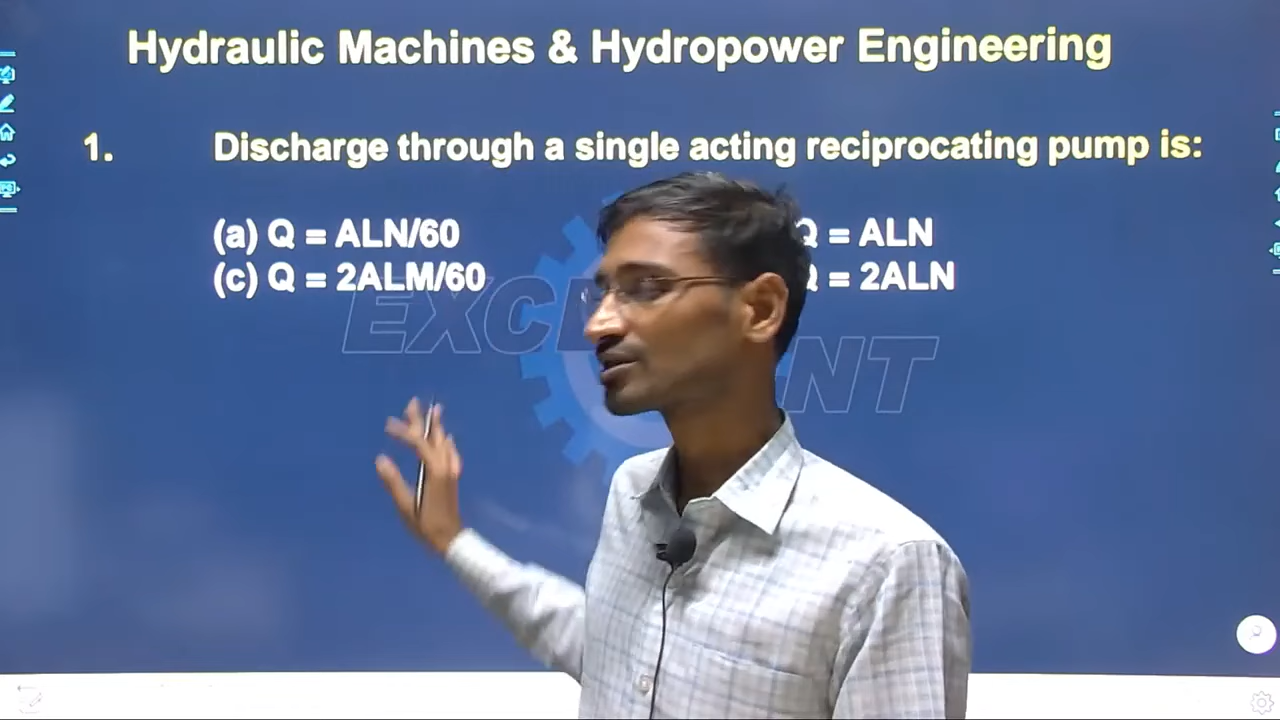 Hydraulic Machines & Hydropower Engineering
1. Discharge through a single acting reciprocating pump is:
(a) Q = ALN/60 Q = ALN
(c) Q = 2ALM/60 Q = 2ALN